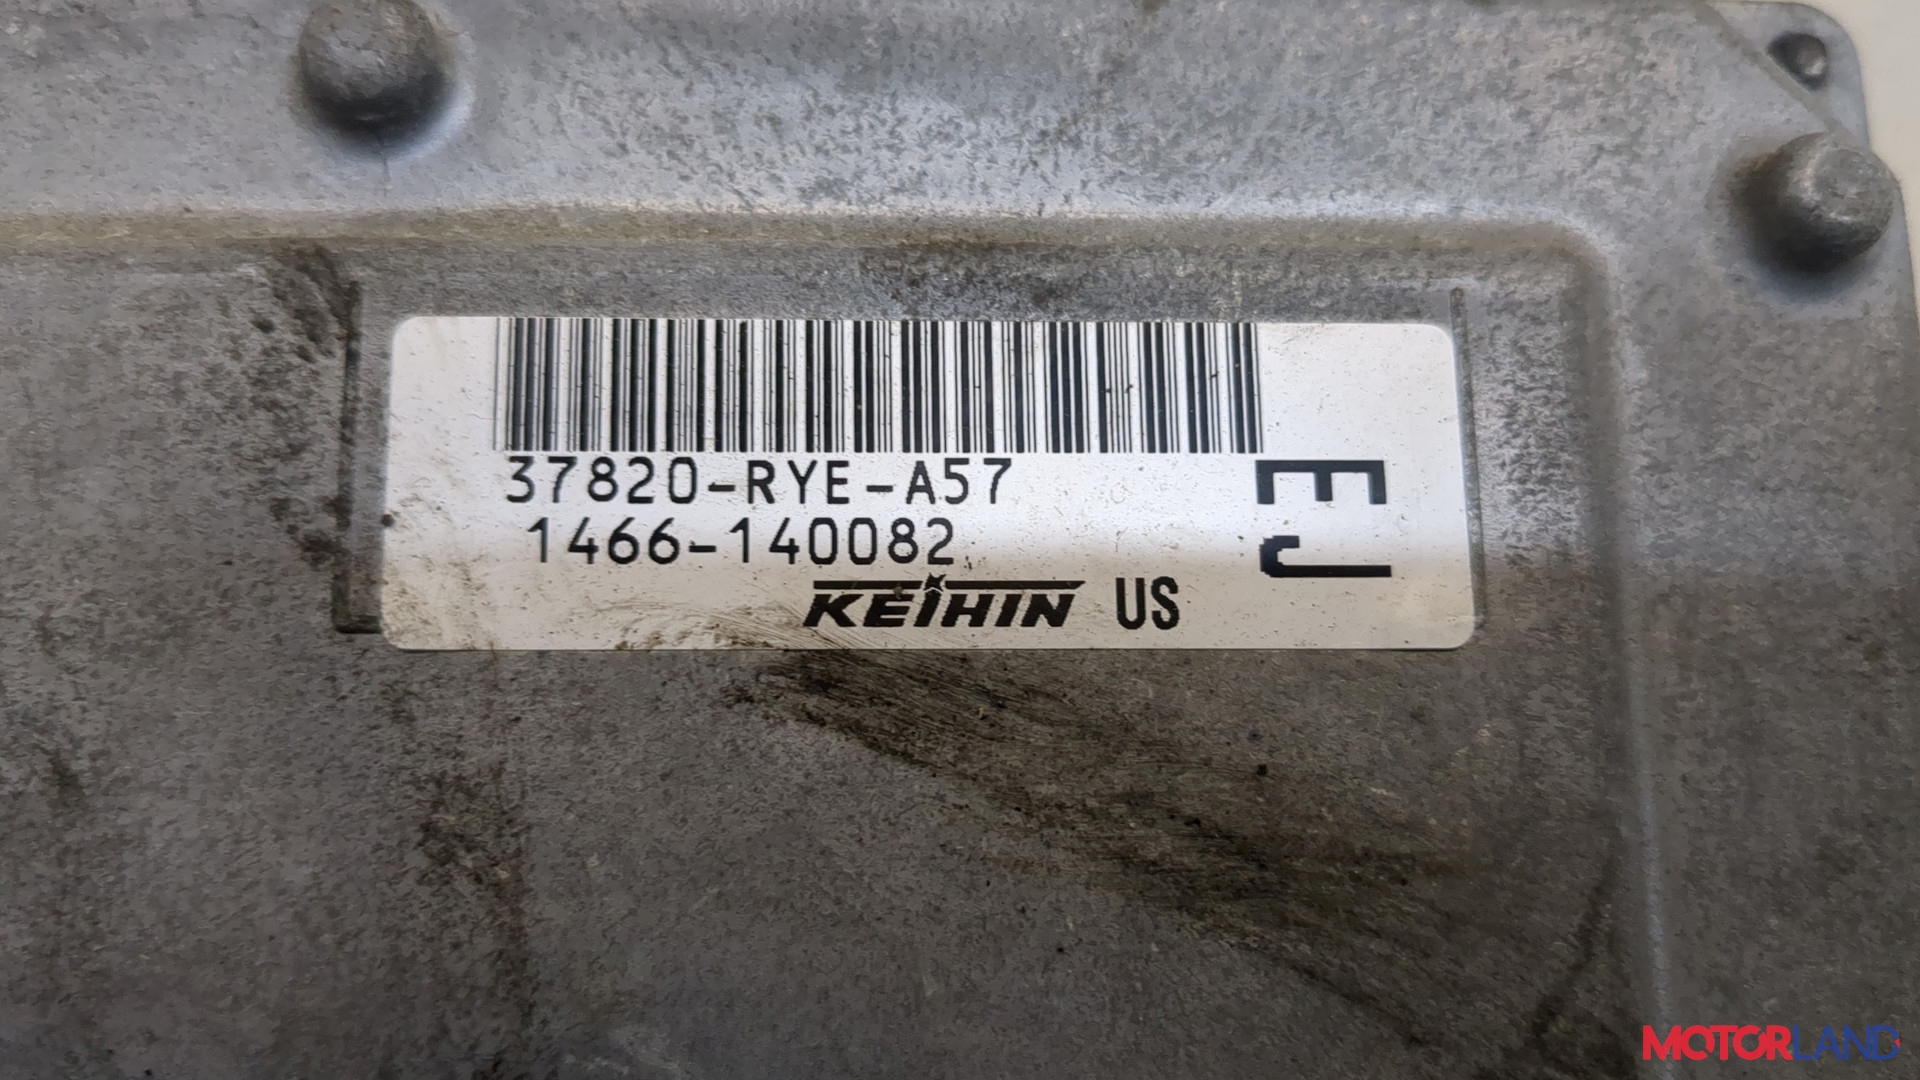 37820-RYE-A57
1466-140082
KEIHIN US
EJ
MOTORLAND